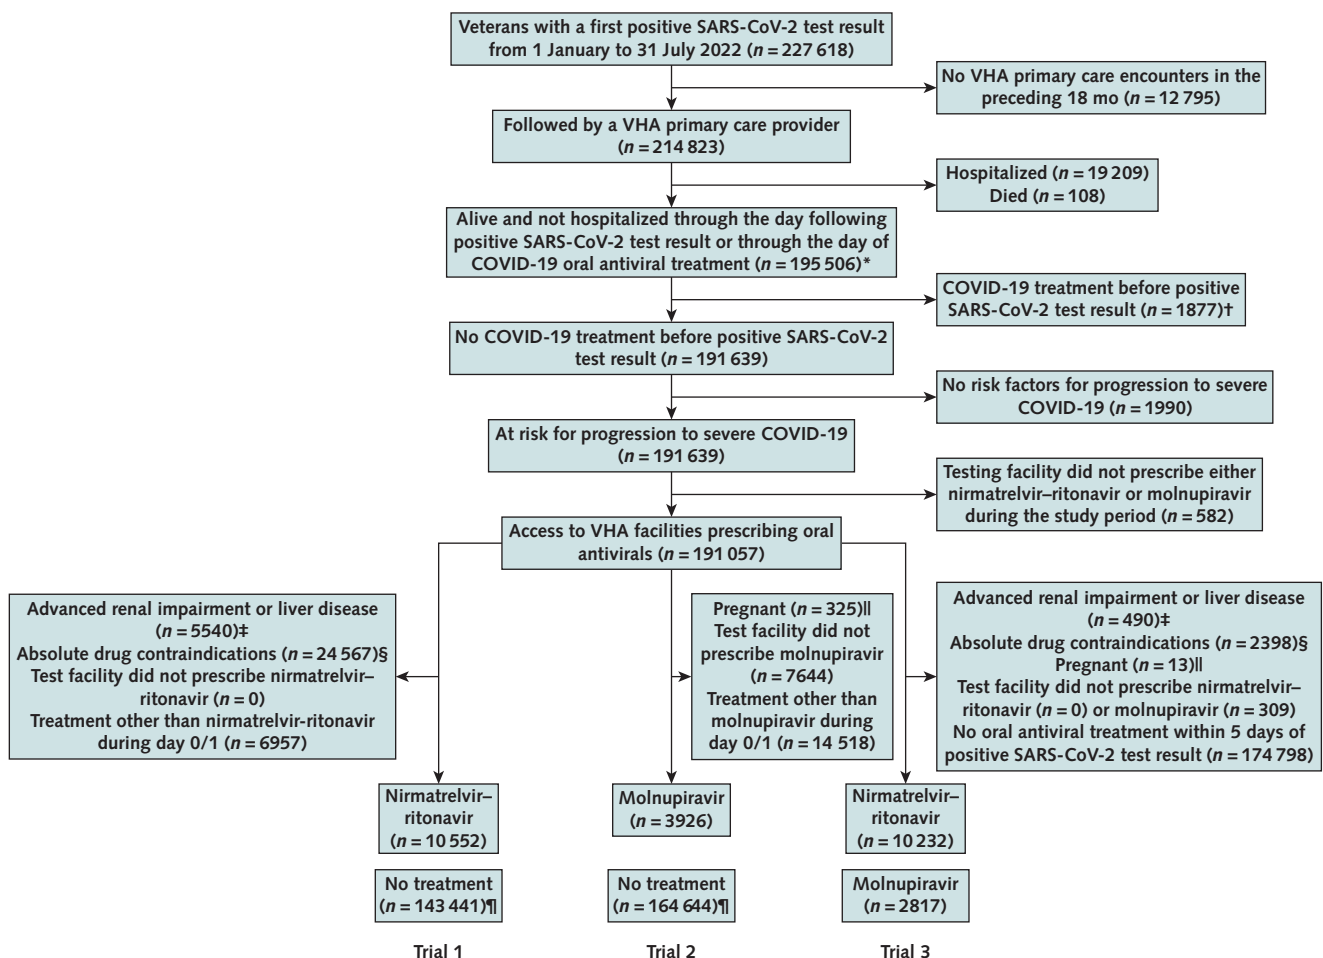 Veterans with a first positive SARS-CoV-2 test result
from 1 January to 31 July 2022 (n = 227 618)
No VHA primary care encounters in the
preceding 18 mo (n = 12 795)
Followed by a VHA primary care provider
(n = 214 823)
Hospitalized (n = 19 209)
Died (n = 108)
Alive and not hospitalized through the day following
positive SARS-CoV-2 test result or through the day of
COVID-19 oral antiviral treatment (n = 195 506)*
COVID-19 treatment before positive
SARS-CoV-2 test result (n = 1877)†
No COVID-19 treatment before positive SARS-CoV-2
test result (n = 191 639)
No risk factors for progression to severe
COVID-19 (n = 1990)
At risk for progression to severe COVID-19
(n = 191 639)
Testing facility did not prescribe either
nirmatrelvir–ritonavir or molnupiravir
during the study period (n = 582)
Access to VHA facilities prescribing oral
antivirals (n = 191 057)
Advanced renal impairment or liver disease
(n = 5540)‡
Absolute drug contraindications (n = 24 567)§
Test facility did not prescribe nirmatrelvir–
ritonavir (n = 0)
Treatment other than nirmatrelvir-ritonavir
during day 0/1 (n = 6957)
Pregnant (n = 325)||
Test facility did not
prescribe molnupiravir
(n = 7644)
Treatment other than
molnupiravir during
day 0/1 (n = 14 518)
Advanced renal impairment or liver disease
(n = 490)‡
Absolute drug contraindications (n = 2398)§
Pregnant (n = 13)||
Test facility did not prescribe nirmatrelvir–
ritonavir (n = 0) or molnupiravir (n = 309)
No oral antiviral treatment within 5 days of
positive SARS-CoV-2 test result (n = 174 798)
Nirmatrelvir–
ritonavir
(n = 10 552)
Molnupiravir
(n = 3926)
Nirmatrelvir–
ritonavir
(n = 10 232)
No treatment
(n = 143 441)¶
No treatment
(n = 164 644)¶
Molnupiravir
(n = 2817)
Trial 1
Trial 2
Trial 3